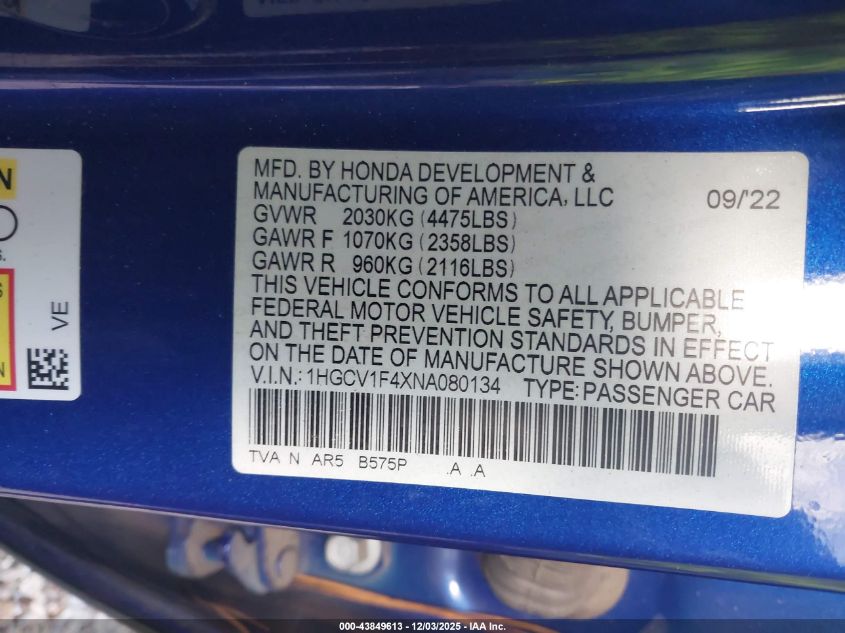 MFD. BY HONDA DEVELOPMENT &
MANUFACTURING OF AMERICA, LLC 09/'22
GVWR 2030KG (4475LBS)
GAWR F 1070KG (2358LBS)
GAWR R 960KG (2116LBS)
THIS VEHICLE CONFORMS TO ALL APPLICABLE
FEDERAL MOTOR VEHICLE SAFETY, BUMPER,
AND THEFT PREVENTION STANDARDS IN EFFECT
ON THE DATE OF MANUFACTURE SHOWN ABOVE.
V.I.N.: 1HGCV1F4XNA080134 TYPE: PASSENGER CAR
TVA N AR5 B575P .A .A
VE
000-43849613 - 12/03/2025 - IAA Inc.